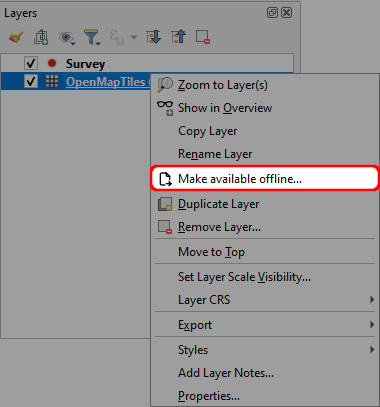 Layers
Survey
OpenMapTiles
Zoom to Layer(s)
Show in Overview
Copy Layer
Rename Layer
Make available offline...
Duplicate Layer
Remove Layer...
Move to Top
Set Layer Scale Visibility...
Layer CRS
Export
Styles
Add Layer Notes...
Properties...